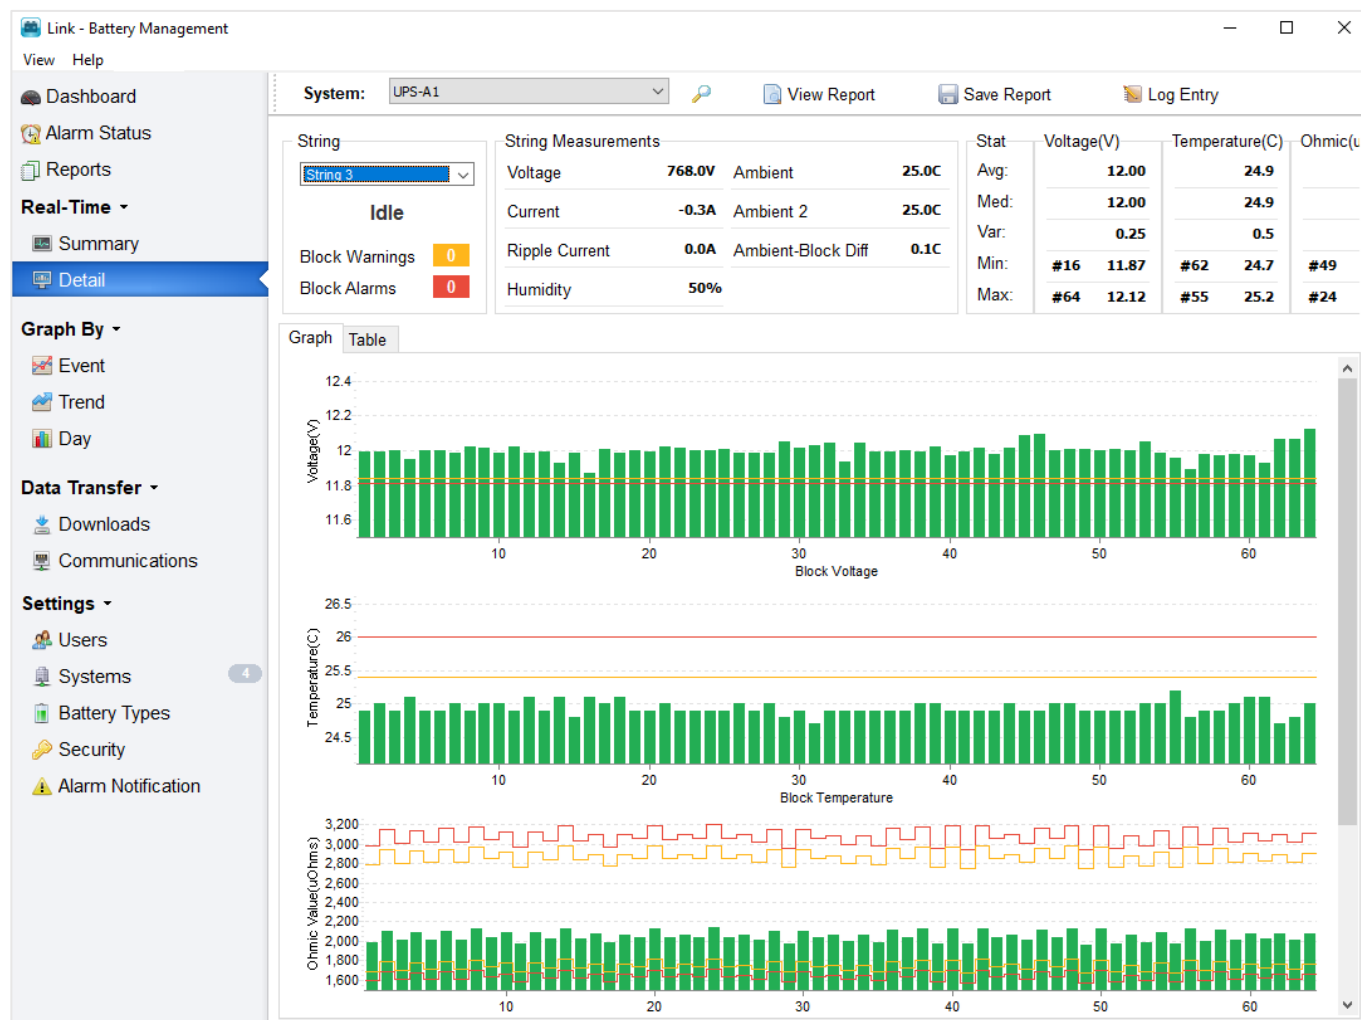 Link - Battery Management
View Help
Dashboard
Alarm Status
Reports
Real-Time
Summary
Detail
Graph By
Event
Trend
Day
Data Transfer
Downloads
Communications
Settings
Users
Systems 4
Battery Types
Security
Alarm Notification
System: UPS-A1 View Report Save Report Log Entry
String
String 3
Idle
Block Warnings 0
Block Alarms 0
String Measurements
Voltage 768.0V Ambient 25.0C
Current -0.3A Ambient 2 25.0C
Ripple Current 0.0A Ambient-Block Diff 0.1C
Humidity 50%
Stat Voltage(V) Temperature(C) Ohmic(u
Avg: 12.00 24.9
Med: 12.00 24.9
Var: 0.25 0.5
Min: #16 11.87 #62 24.7 #49
Max: #64 12.12 #55 25.2 #24
Graph Table
Voltage(V)
12.4
12.2
12
11.8
11.6
10 20 30 40 50 60
Block Voltage
Temperature(C)
26.5
26
25.5
25
24.5
10 20 30 40 50 60
Block Temperature
Ohmic Value(uOhms)
3,200
3,000
2,800
2,600
2,400
2,200
2,000
1,800
1,600
10 20 30 40 50 60